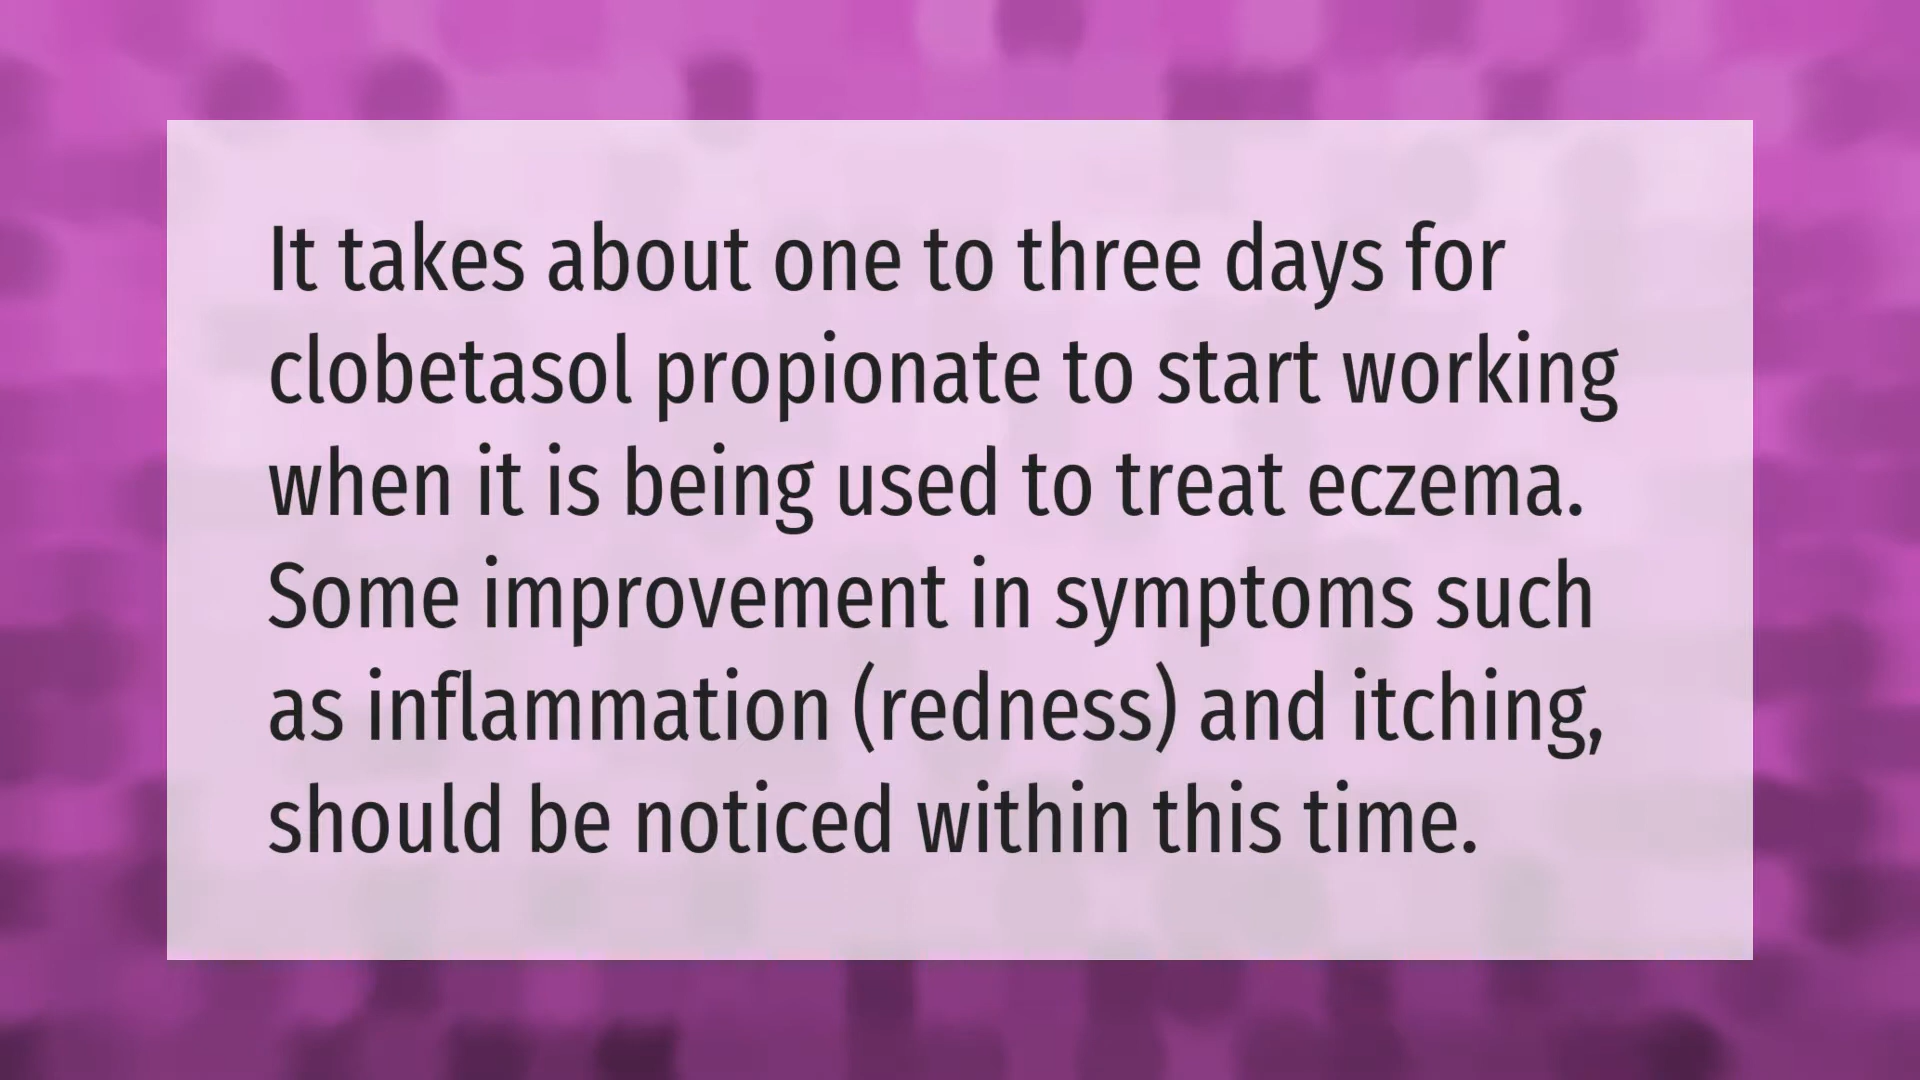 It takes about one to three days for
clobetasol propionate to start working
when it is being used to treat eczema.
Some improvement in symptoms such
as inflammation (redness) and itching,
should be noticed within this time.